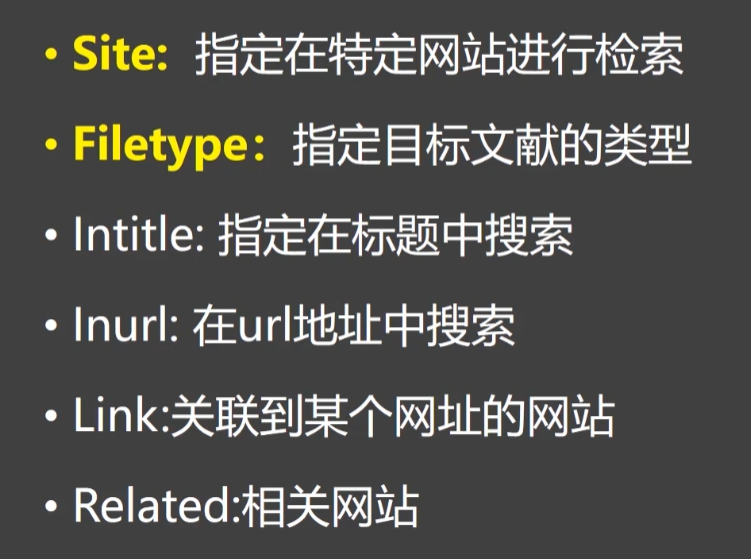 • Site: 指定在特定网站进行检索
• Filetype：指定目标文献的类型
• Intitle: 指定在标题中搜索
• Inurl: 在url地址中搜索
• Link:关联到某个网址的网站
• Related:相关网站